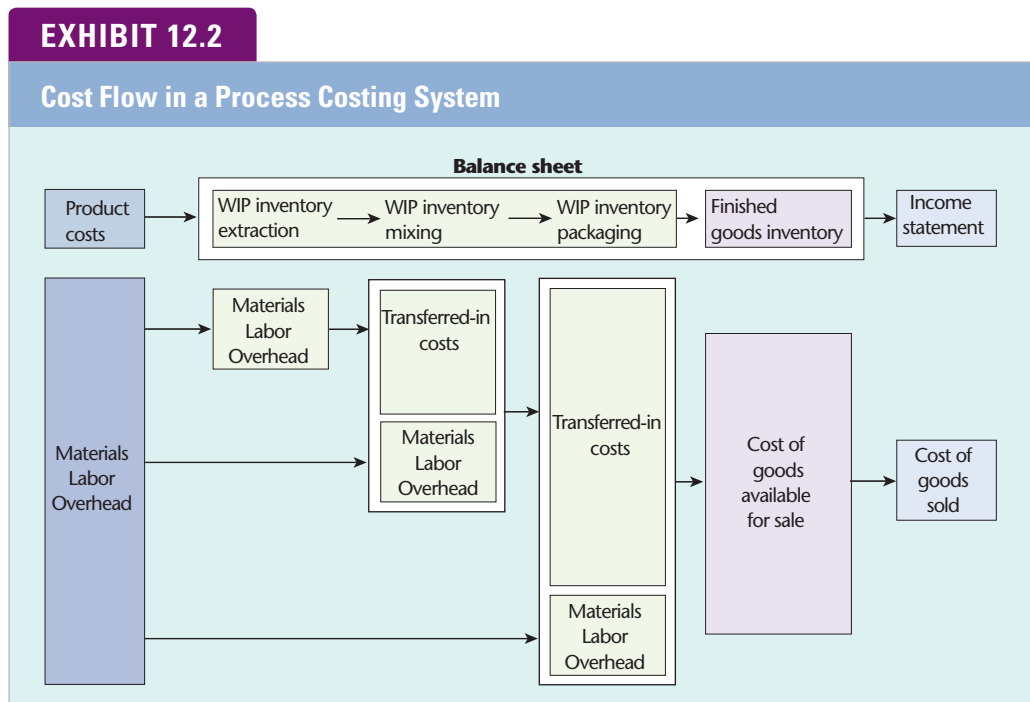 EXHIBIT 12.2
Cost Flow in a Process Costing System
Balance sheet
Product
costs
WIP inventory
extraction
WIP inventory
mixing
WIP inventory
packaging
Finished
goods inventory
Income
statement
Materials
Labor
Overhead
Materials
Labor
Overhead
Transferred-in
costs
Materials
Labor
Overhead
Transferred-in
costs
Materials
Labor
Overhead
Cost of
goods
available
for sale
Cost of
goods
sold